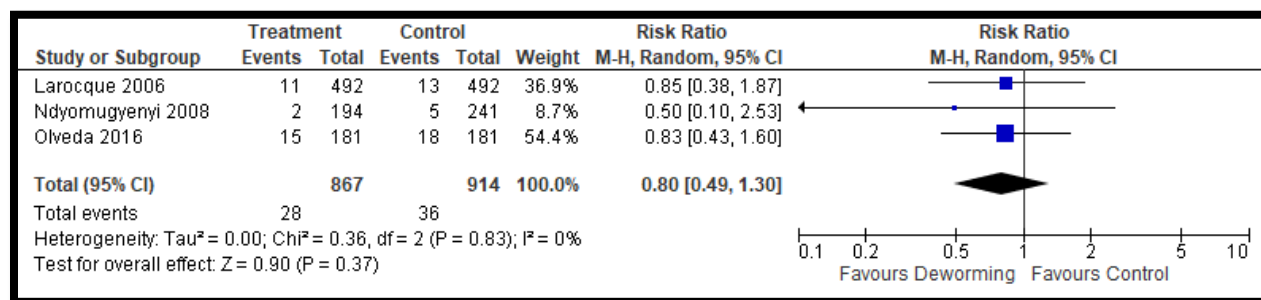 Treatment Control Risk Ratio Risk Ratio
Study or Subgroup Events Total Events Total Weight M-H, Random, 95% CI M-H, Random, 95% CI
Larocque 2006 11 492 13 492 36.9% 0.85 [0.38, 1.87]
Ndyomugyenyi 2008 2 194 5 241 8.7% 0.50 [0.10, 2.53]
Olveda 2016 15 181 18 181 54.4% 0.83 [0.43, 1.60]
Total (95% CI) 867 914 100.0% 0.80 [0.49, 1.30]
Total events 28 36
Heterogeneity: Tau² = 0.00; Chi² = 0.36, df = 2 (P = 0.83); I² = 0%
Test for overall effect: Z = 0.90 (P = 0.37)
0.1 0.2 0.5 1 2 5 10
Favours Deworming Favours Control